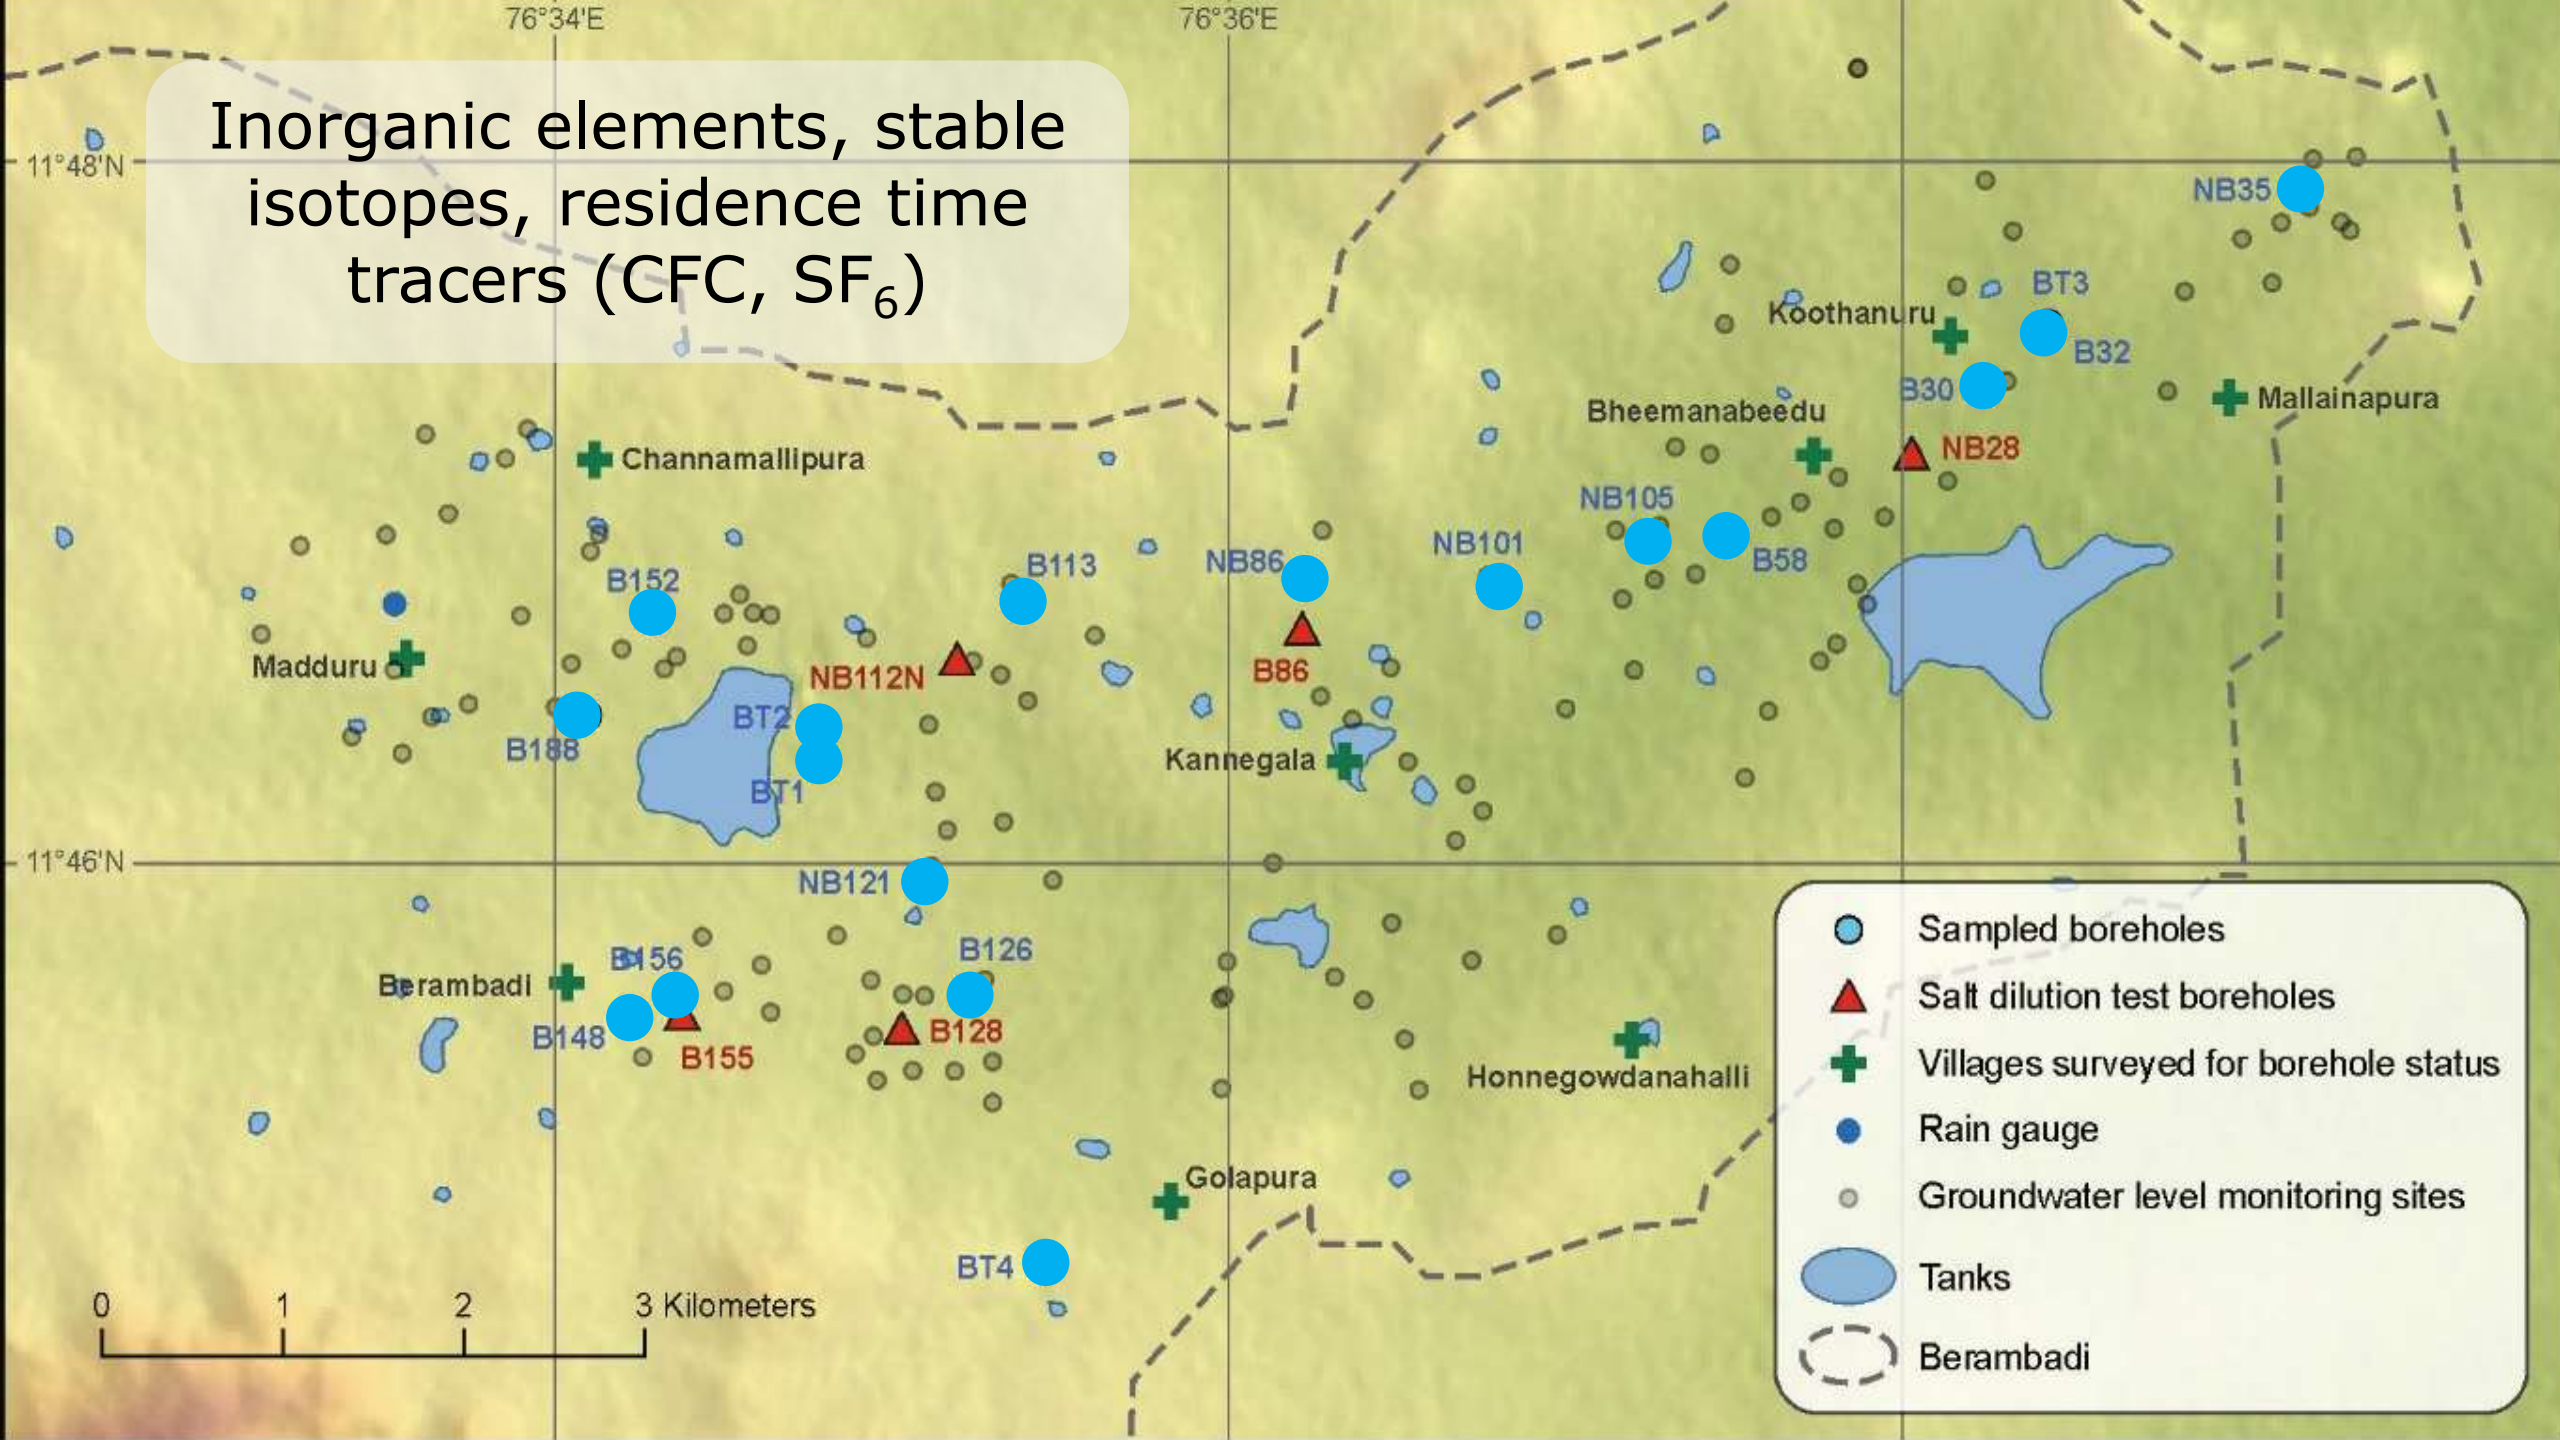 76°34'E
76°36'E
Inorganic elements, stable
isotopes, residence time
tracers (CFC, SF₆)
11°48'N
NB35
BT3
Koothanuru
B32
B30
Mallainapura
Bheemanabeedu
NB28
Channamallipura
NB105
NB101
B58
NB86
B113
B152
Madduru
NB112N
B86
BT2
B188
Kannegala
BT1
11°46'N
NB121
B156
B126
Berambadi
B148
B128
B155
Honnegowdanahalli
Golapura
BT4
0 1 2 3 Kilometers
Sampled boreholes
Salt dilution test boreholes
Villages surveyed for borehole status
Rain gauge
Groundwater level monitoring sites
Tanks
Berambadi